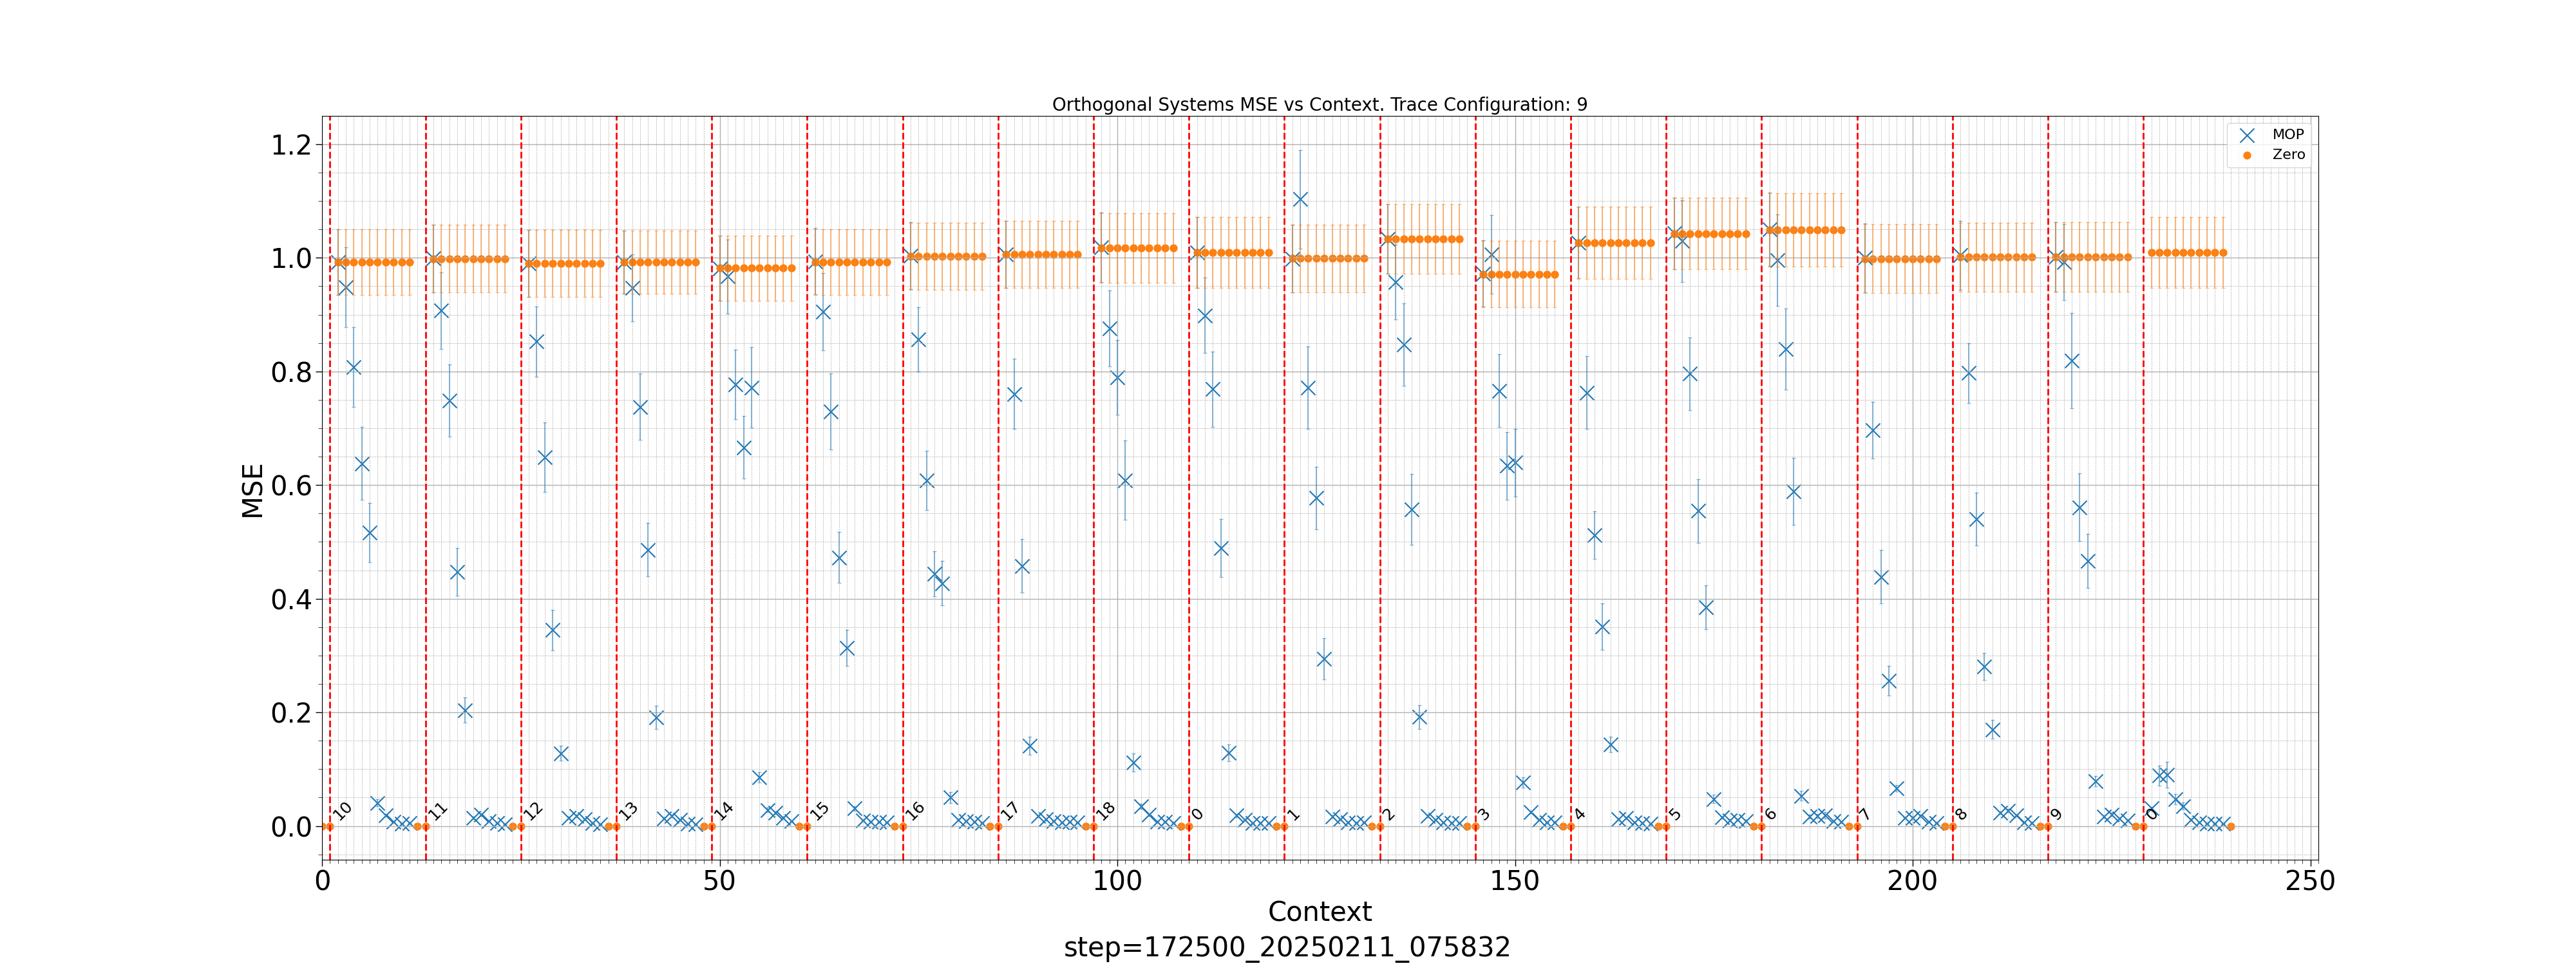 Orthogonal Systems MSE vs Context. Trace Configuration: 9
MOP
Zero
MSE
1.2
1.0
0.8
0.6
0.4
0.2
0.0
10 11 12 13 14 15 16 17 18 0 1 2 3 4 5 6 7 8 9 0
0 50 100 150 200 250
Context
step=172500_20250211_075832